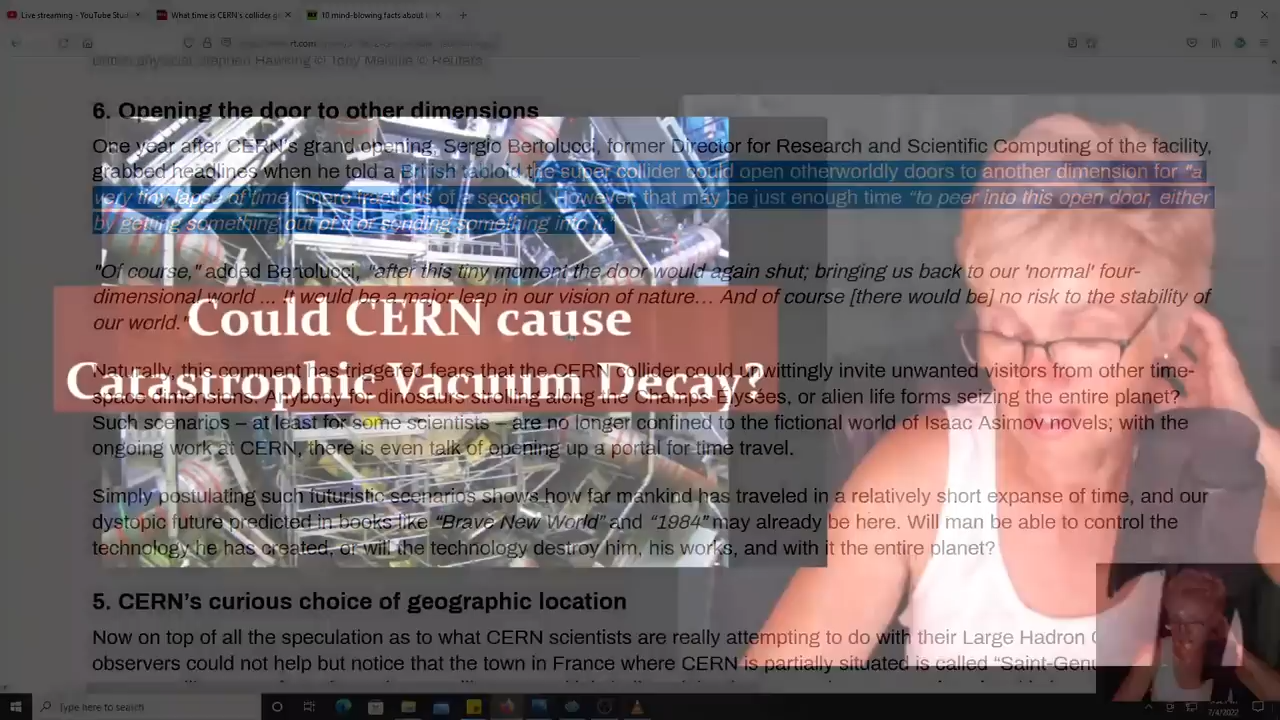 Live streaming - YouTube Stu
What time is CERN's collider g
10 mind-blowing facts about
rt.com
British physicist Stephen Hawking © Tony Melville © Reuters
6. Opening the door to other dimensions
One year after CERN's grand opening, Sergio Bertolucci, former Director for Research and Scientific Computing of the facility,
grabbed headlines when he told a British tabloid the super collider could open otherworldly doors to another dimension for "a
very tiny lapse of time," mere fractions of a second. However, that may be just enough time "to peer into this open door, either
by getting something out of it or sending something into it."
"Of course," added Bertolucci, "after this tiny moment the door would again shut; bringing us back to our 'normal' four-
dimensional world ... It would be a major leap in our vision of nature... And of course [there would be] no risk to the stability of
our world."
Could CERN cause
Catastrophic Vacuum Decay?
Naturally, this comment has triggered fears that the CERN collider could unwittingly invite unwanted visitors from other time-
space dimensions. Anybody for dinosaurs strolling along the Champs-Élysées, or alien life forms seizing the entire planet?
Such scenarios – at least for some scientists – are no longer confined to the fictional world of Isaac Asimov novels; with the
ongoing work at CERN, there is even talk of opening up a portal for time travel.
Simply postulating such futuristic scenarios shows how far mankind has traveled in a relatively short expanse of time, and our
dystopic future predicted in books like "Brave New World" and "1984" may already be here. Will man be able to control the
technology he has created, or will the technology destroy him, his works, and with it the entire planet?
5. CERN's curious choice of geographic location
Now on top of all the speculation as to what CERN scientists are really attempting to do with their Large Hadron C
observers could not help but notice that the town in France where CERN is partially situated is called "Saint-Genu
Type here to search
7/4/2022